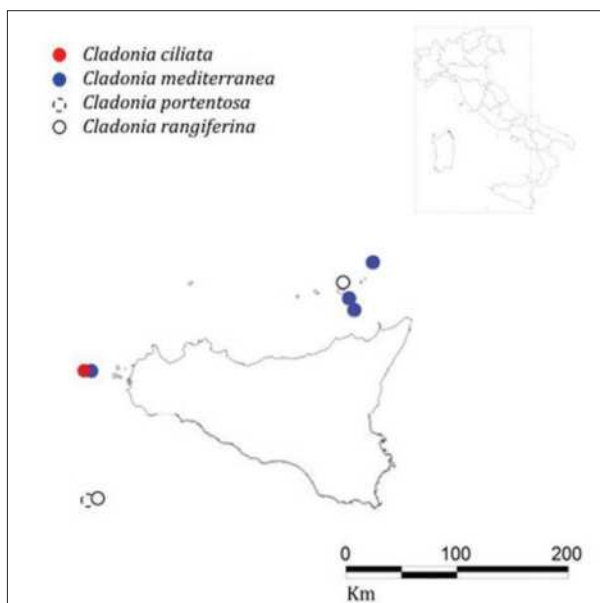 Cladonia ciliata
Cladonia mediterranea
Cladonia portentosa
Cladonia rangiferina
0 100 200
Km